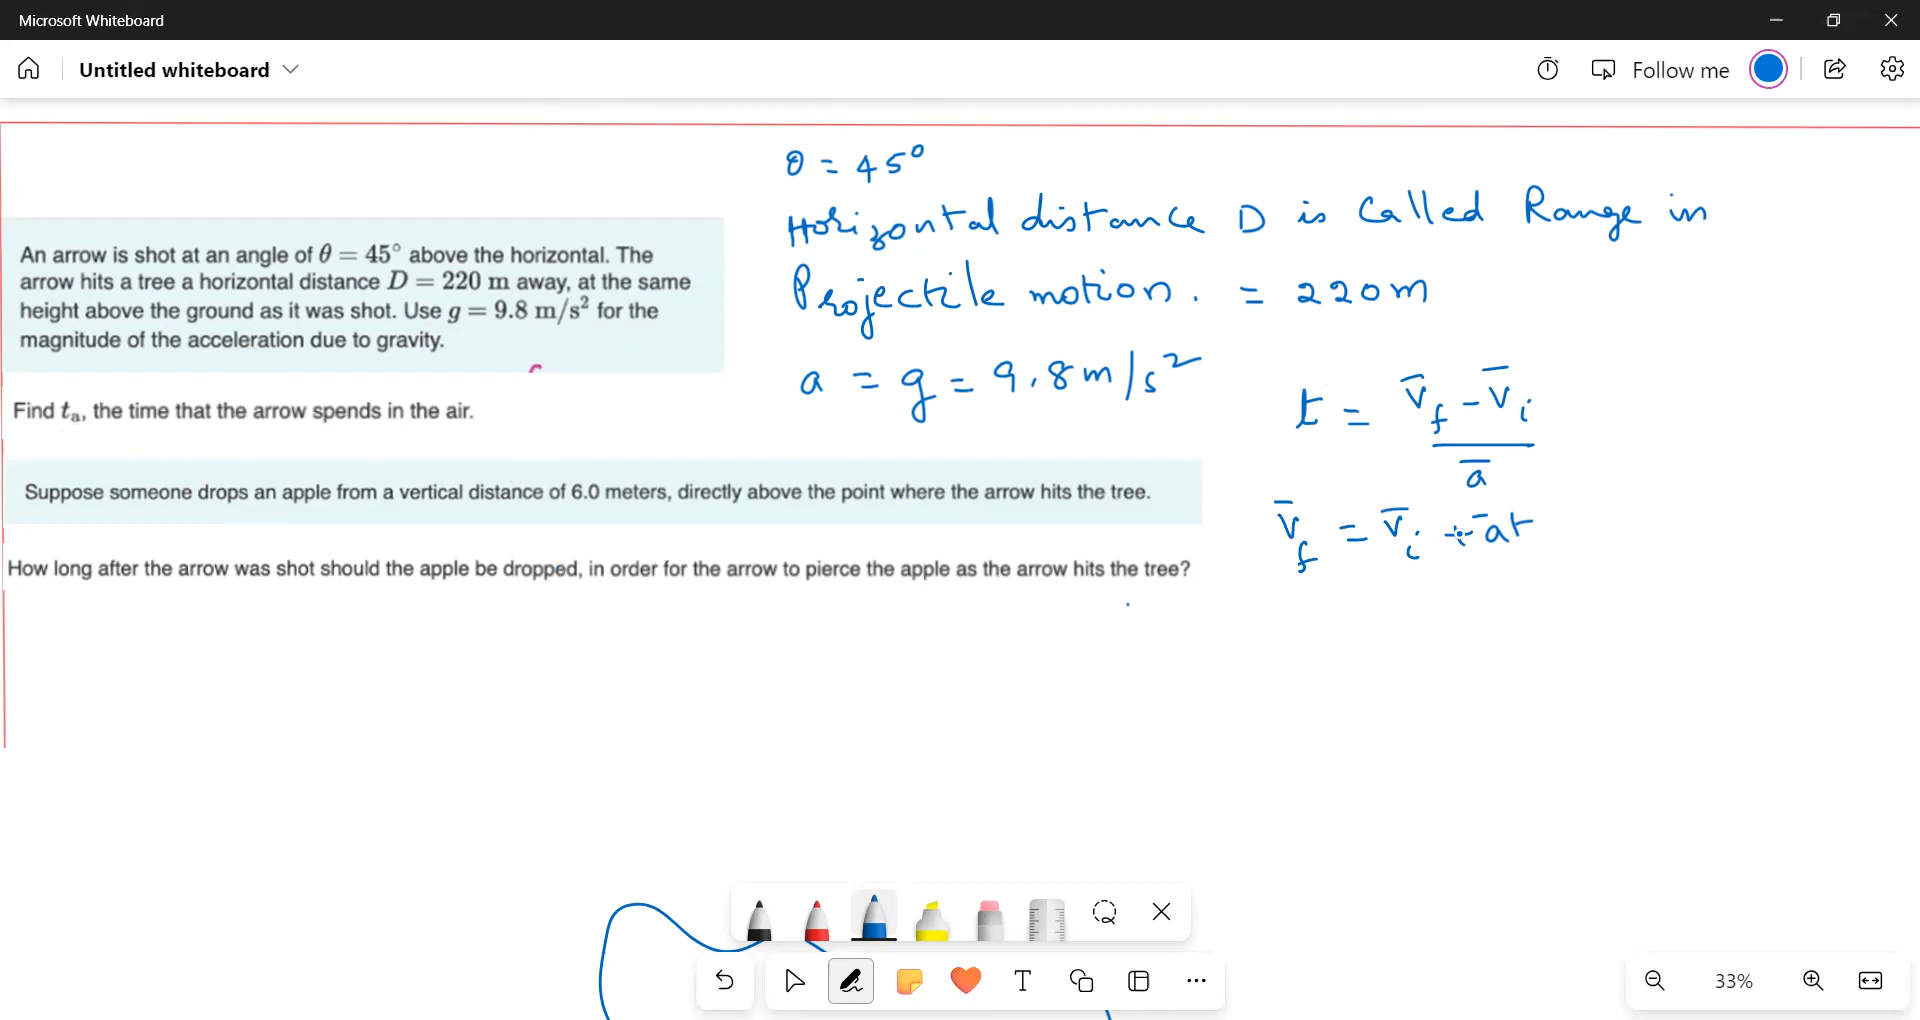 Microsoft Whiteboard
Untitled whiteboard
Follow me
θ = 45°
Horizontal distance D is called Range in
Projectile motion. = 220m
a = g = 9.8m/s²
t = (v̅_f - v̅_i) / a̅
v̅_f = v̅_i + a̅t
An arrow is shot at an angle of θ = 45° above the horizontal. The
arrow hits a tree a horizontal distance D = 220 m away, at the same
height above the ground as it was shot. Use g = 9.8 m/s² for the
magnitude of the acceleration due to gravity.
Find tₐ, the time that the arrow spends in the air.
Suppose someone drops an apple from a vertical distance of 6.0 meters, directly above the point where the arrow hits the tree.
How long after the arrow was shot should the apple be dropped, in order for the arrow to pierce the apple as the arrow hits the tree?
33%